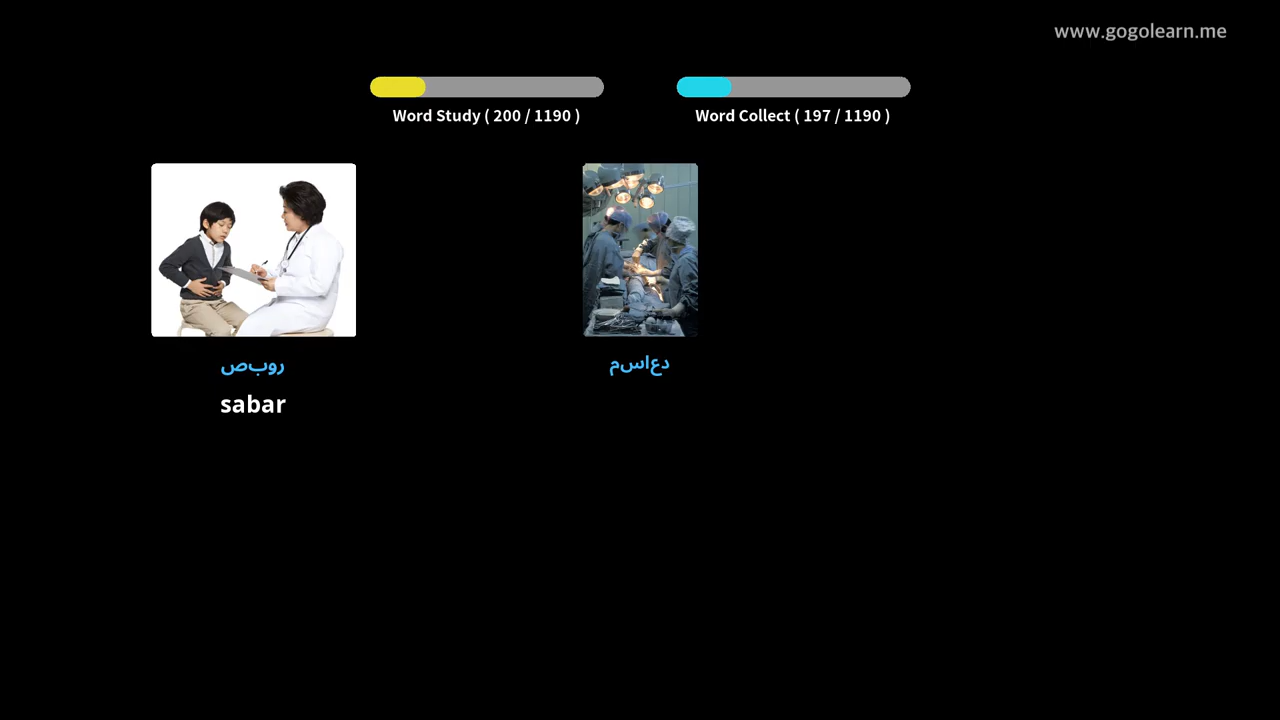 www.gogolearn.me
Word Study ( 200 / 1190 )
Word Collect ( 197 / 1190 )
روبص
دعاسم
sabar